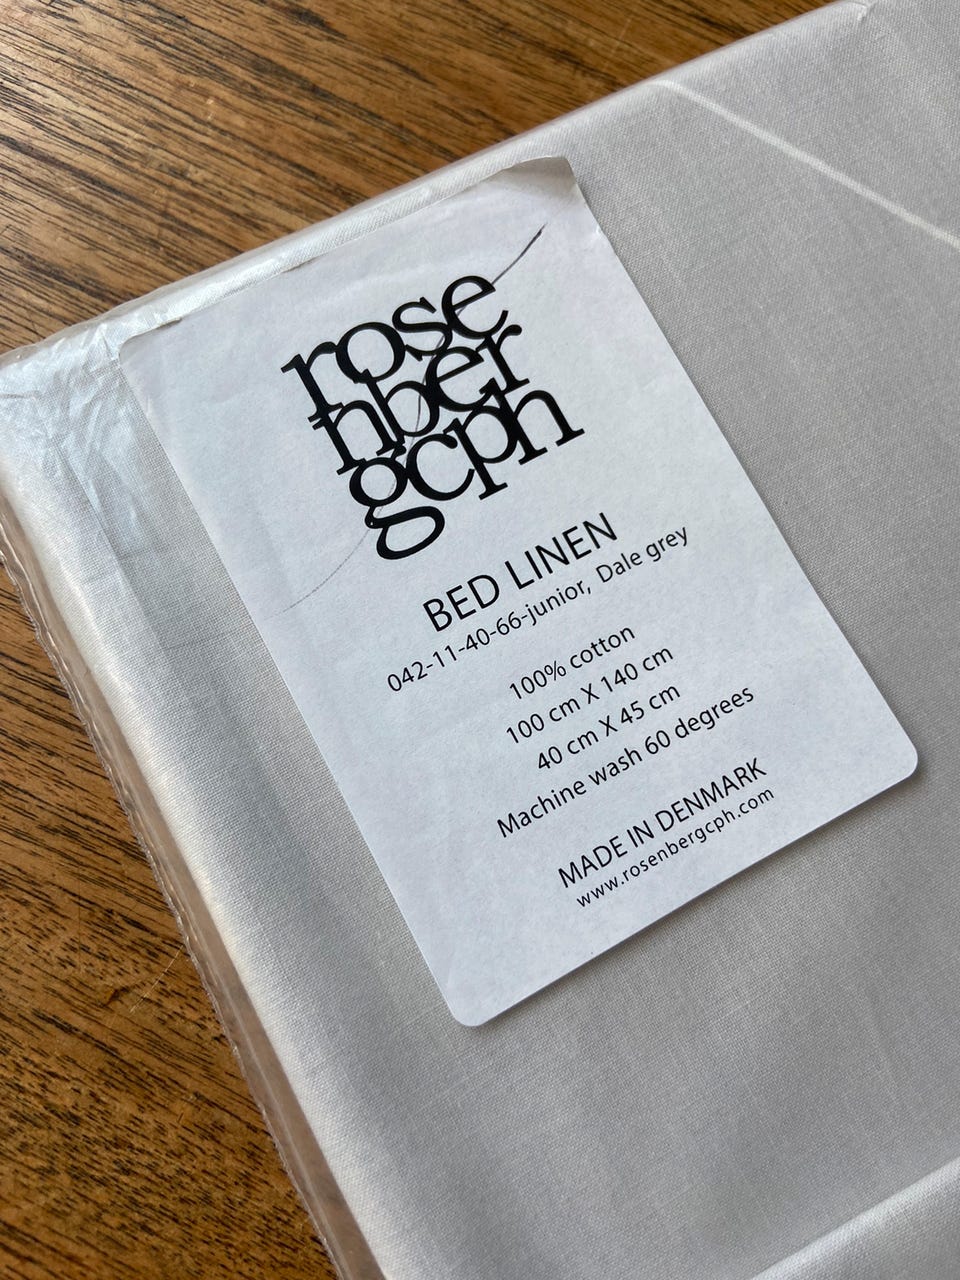 rose
nber
gcph
BED LINEN
042-11-40-66-junior, Dale grey
100% cotton
100 cm X 140 cm
40 cm X 45 cm
Machine wash 60 degrees
MADE IN DENMARK
www.rosenbergcph.com